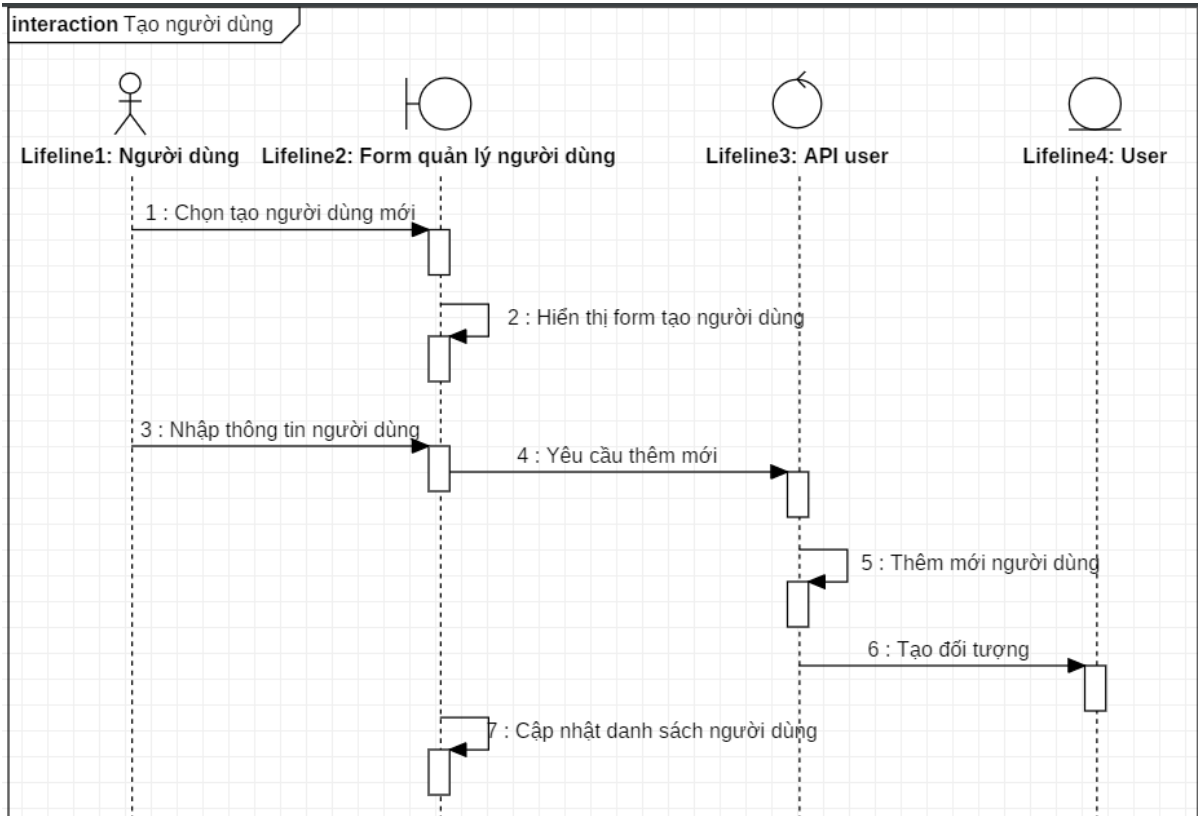 interaction Tạo người dùng
Lifeline1: Người dùng
Lifeline2: Form quản lý người dùng
Lifeline3: API user
Lifeline4: User
1 : Chọn tạo người dùng mới
2 : Hiển thị form tạo người dùng
3 : Nhập thông tin người dùng
4 : Yêu cầu thêm mới
5 : Thêm mới người dùng
6 : Tạo đối tượng
7 : Cập nhật danh sách người dùng